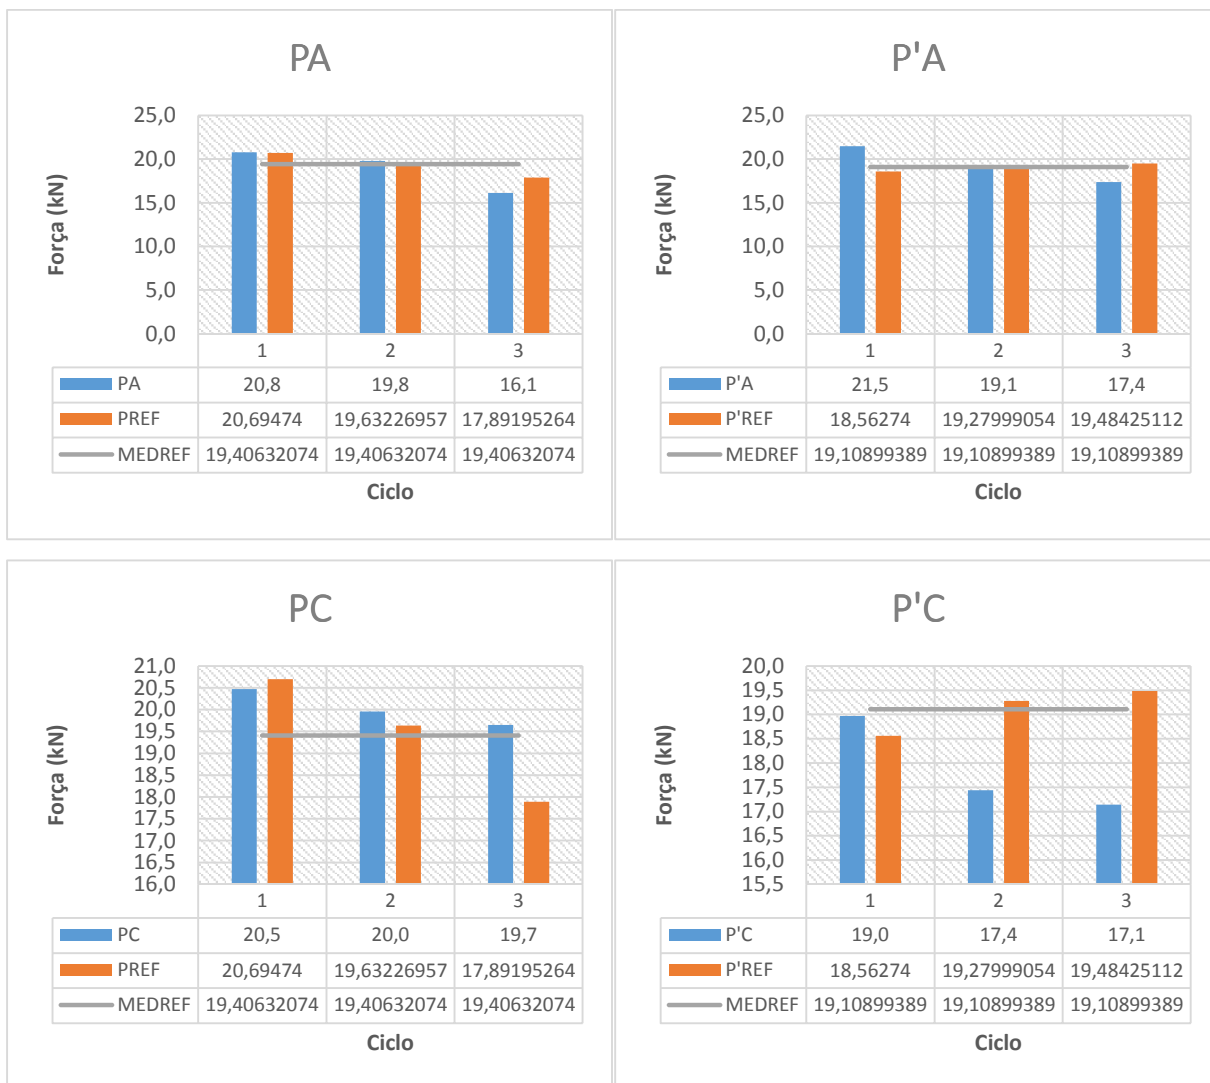 PA
25,0
20,0
15,0
10,0
5,0
0,0
Força (kN)
1 2 3
PA 20,8 19,8 16,1
PREF 20,69474 19,63226957 17,89195264
MEDREF 19,40632074 19,40632074 19,40632074
Ciclo
P'A
25,0
20,0
15,0
10,0
5,0
0,0
Força (kN)
1 2 3
P'A 21,5 19,1 17,4
P'REF 18,56274 19,27999054 19,48425112
MEDREF 19,10899389 19,10899389 19,10899389
Ciclo
PC
21,0
20,5
20,0
19,5
19,0
18,5
18,0
17,5
17,0
16,5
16,0
Força (kN)
1 2 3
PC 20,5 20,0 19,7
PREF 20,69474 19,63226957 17,89195264
MEDREF 19,40632074 19,40632074 19,40632074
Ciclo
P'C
20,0
19,5
19,0
18,5
18,0
17,5
17,0
16,5
16,0
15,5
Força (kN)
1 2 3
P'C 19,0 17,4 17,1
P'REF 18,56274 19,27999054 19,48425112
MEDREF 19,10899389 19,10899389 19,10899389
Ciclo